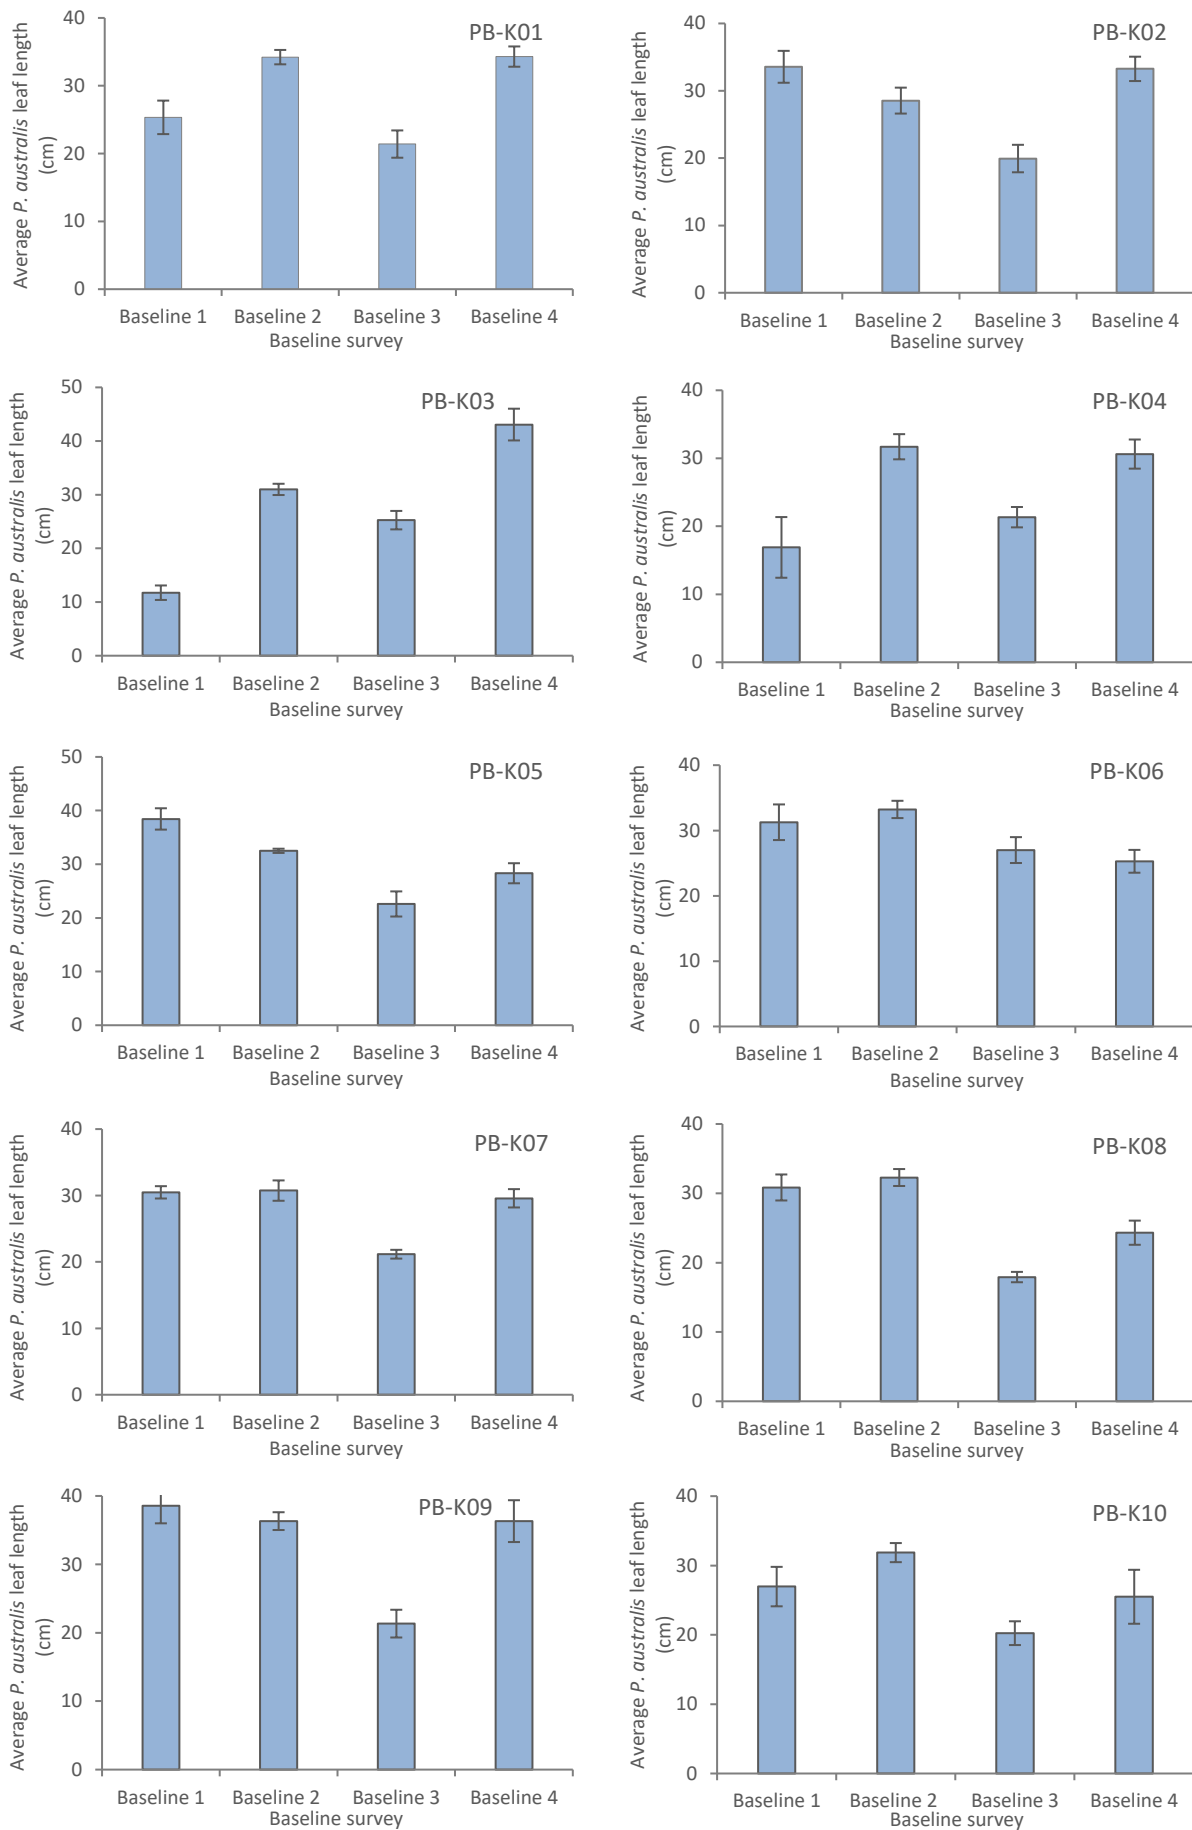 PB-K01
Average P. australis leaf length
(cm)
40
30
20
10
0
Baseline 1 Baseline 2 Baseline 3 Baseline 4
Baseline survey
PB-K02
Average P. australis leaf length
(cm)
40
30
20
10
0
Baseline 1 Baseline 2 Baseline 3 Baseline 4
Baseline survey
PB-K03
Average P. australis leaf length
(cm)
50
40
30
20
10
0
Baseline 1 Baseline 2 Baseline 3 Baseline 4
Baseline survey
PB-K04
Average P. australis leaf length
(cm)
40
30
20
10
0
Baseline 1 Baseline 2 Baseline 3 Baseline 4
Baseline survey
PB-K05
Average P. australis leaf length
(cm)
50
40
30
20
10
0
Baseline 1 Baseline 2 Baseline 3 Baseline 4
Baseline survey
PB-K06
Average P. australis leaf length
(cm)
40
30
20
10
0
Baseline 1 Baseline 2 Baseline 3 Baseline 4
Baseline survey
PB-K07
Average P. australis leaf length
(cm)
40
30
20
10
0
Baseline 1 Baseline 2 Baseline 3 Baseline 4
Baseline survey
PB-K08
Average P. australis leaf length
(cm)
40
30
20
10
0
Baseline 1 Baseline 2 Baseline 3 Baseline 4
Baseline survey
PB-K09
Average P. australis leaf length
(cm)
40
30
20
10
0
Baseline 1 Baseline 2 Baseline 3 Baseline 4
Baseline survey
PB-K10
Average P. australis leaf length
(cm)
40
30
20
10
0
Baseline 1 Baseline 2 Baseline 3 Baseline 4
Baseline survey